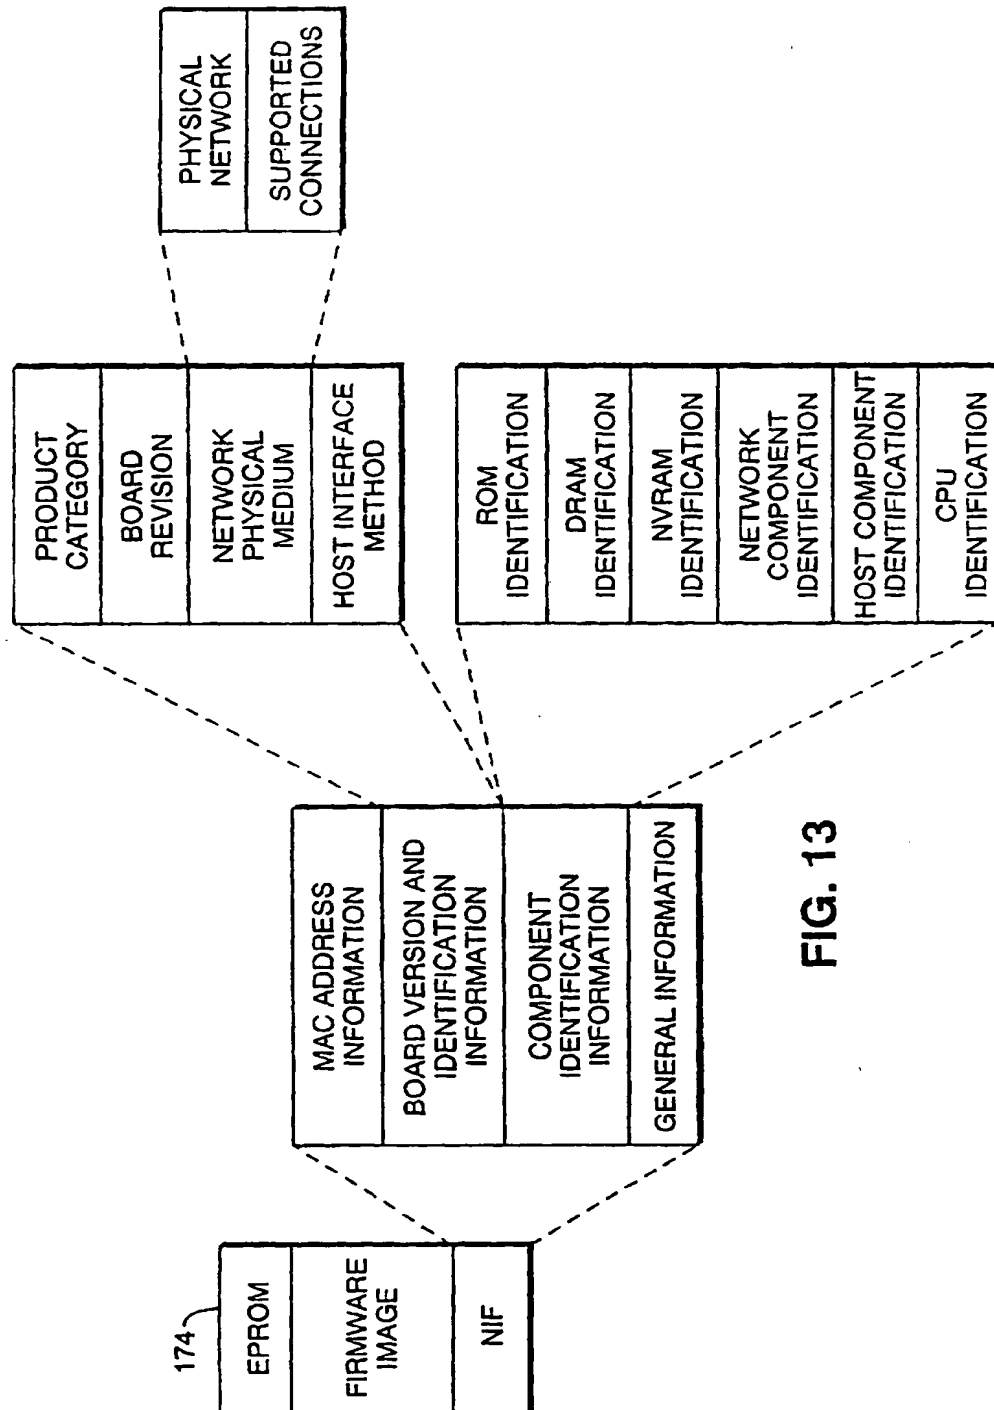 174
EPROM
FIRMWARE
IMAGE
NIF
MAC ADDRESS
INFORMATION
BOARD VERSION AND
IDENTIFICATION
INFORMATION
COMPONENT
IDENTIFICATION
INFORMATION
GENERAL INFORMATION
PRODUCT
CATEGORY
BOARD
REVISION
NETWORK
PHYSICAL
MEDIUM
HOST INTERFACE
METHOD
PHYSICAL
NETWORK
SUPPORTED
CONNECTIONS
ROM
IDENTIFICATION
DRAM
IDENTIFICATION
NVRAM
IDENTIFICATION
NETWORK
COMPONENT
IDENTIFICATION
HOST COMPONENT
IDENTIFICATION
CPU
IDENTIFICATION
FIG. 13